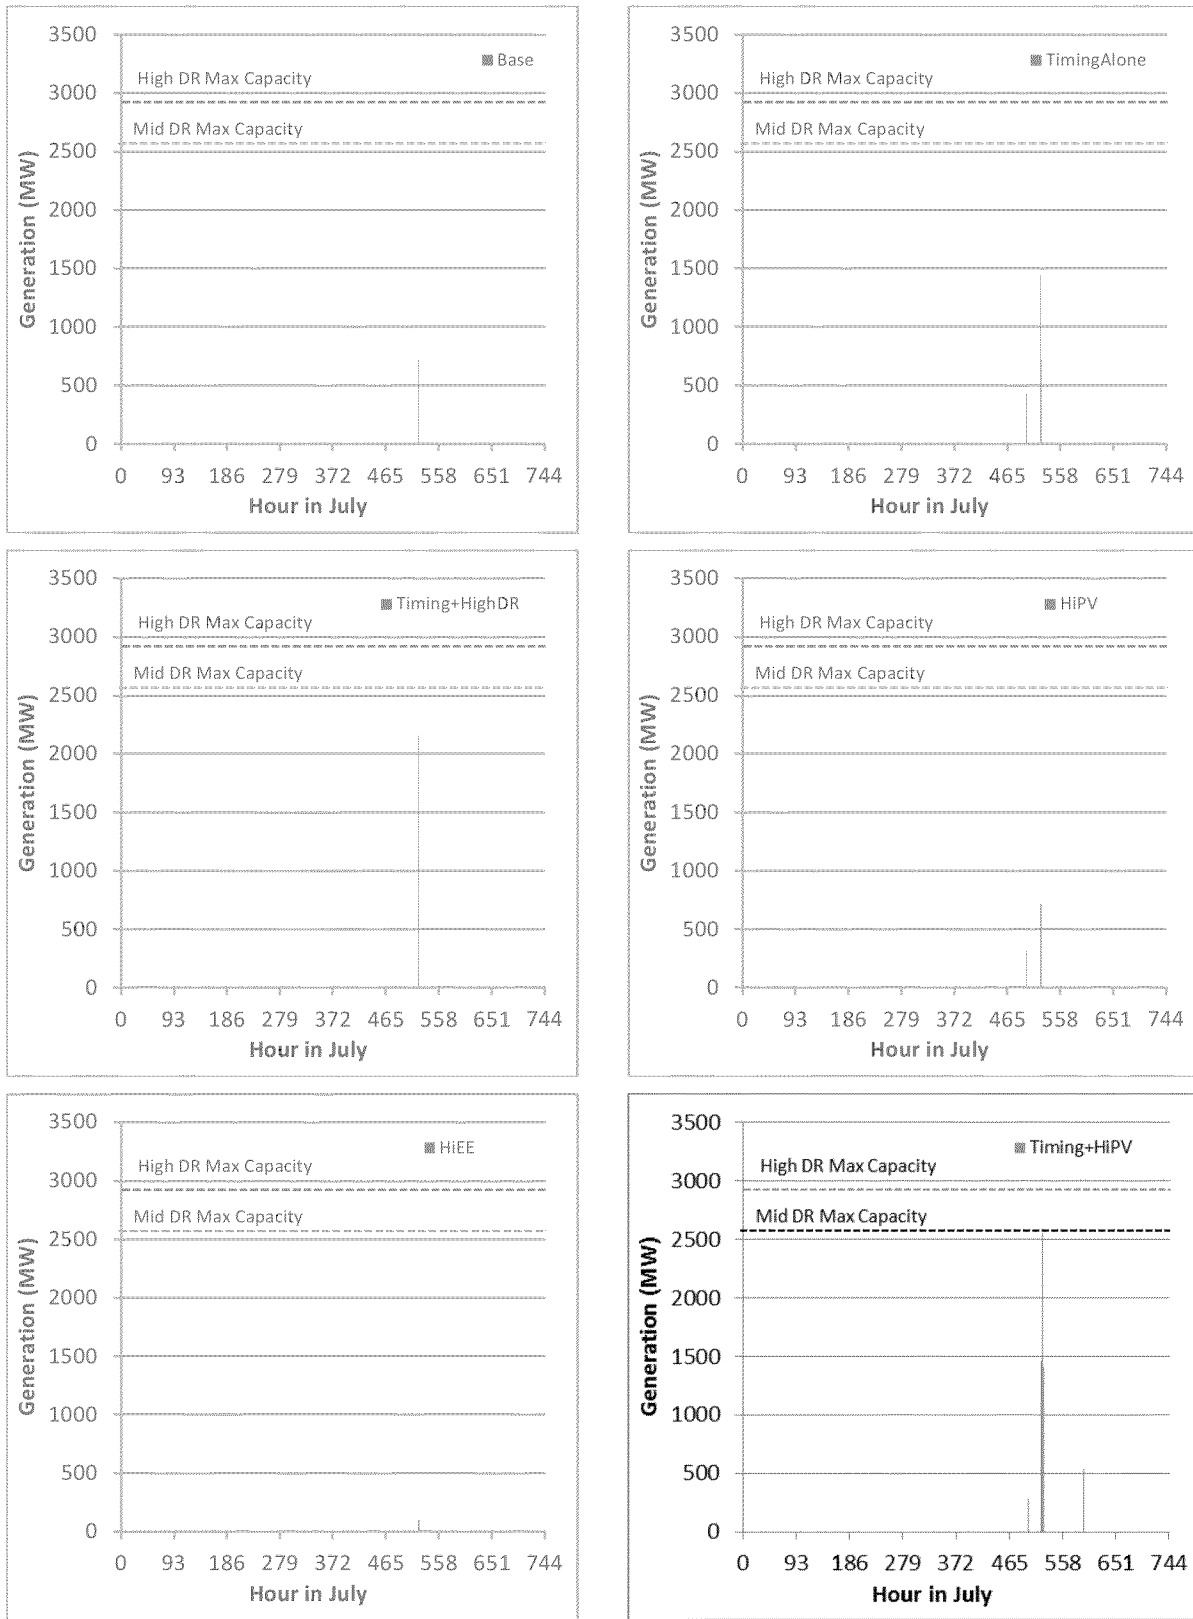 3500
Base
High DR Max Capacity
3000
Mid DR Max Capacity
2500
2000
1500
1000
500
0
Generation (MW)
0 93 186 279 372 465 558 651 744
Hour in July
3500
TimingAlone
High DR Max Capacity
3000
Mid DR Max Capacity
2500
2000
1500
1000
500
0
Generation (MW)
0 93 186 279 372 465 558 651 744
Hour in July
3500
Timing+HighDR
High DR Max Capacity
3000
Mid DR Max Capacity
2500
2000
1500
1000
500
0
Generation (MW)
0 93 186 279 372 465 558 651 744
Hour in July
3500
HiPV
High DR Max Capacity
3000
Mid DR Max Capacity
2500
2000
1500
1000
500
0
Generation (MW)
0 93 186 279 372 465 558 651 744
Hour in July
3500
HiEE
High DR Max Capacity
3000
Mid DR Max Capacity
2500
2000
1500
1000
500
0
Generation (MW)
0 93 186 279 372 465 558 651 744
Hour in July
3500
Timing+HiPV
High DR Max Capacity
3000
Mid DR Max Capacity
2500
2000
1500
1000
500
0
Generation (MW)
0 93 186 279 372 465 558 651 744
Hour in July